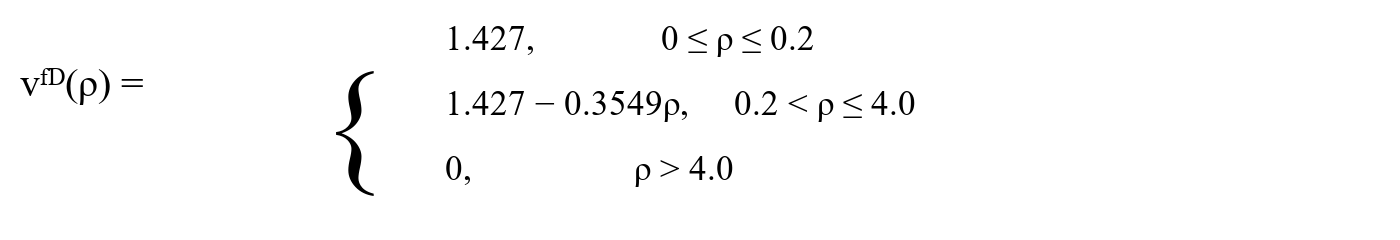 1.427, 0 ≤ ρ ≤ 0.2
v^fD(ρ) = {
1.427 − 0.3549ρ, 0.2 < ρ ≤ 4.0
0, ρ > 4.0